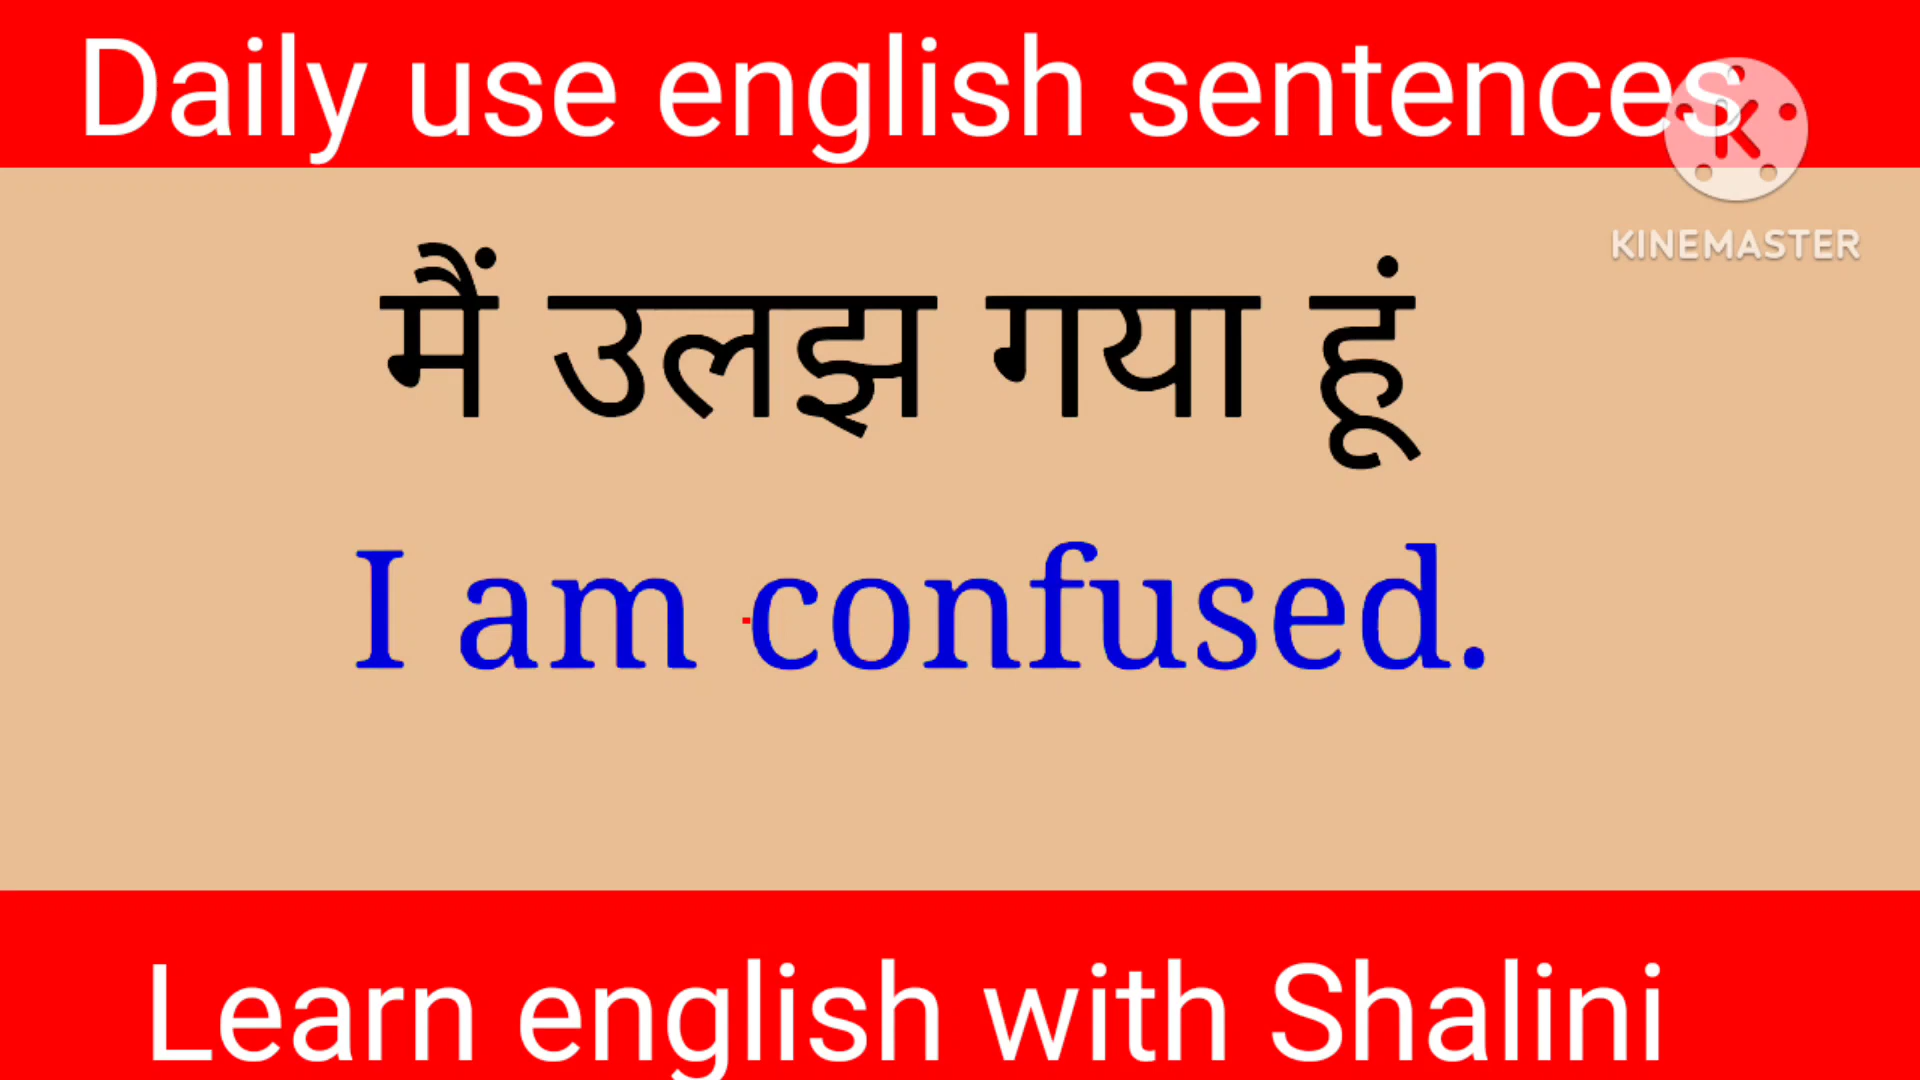 Daily use english sentences
K
KINEMASTER
मैं उलझ गया हूं
I am confused.
Learn english with Shalini